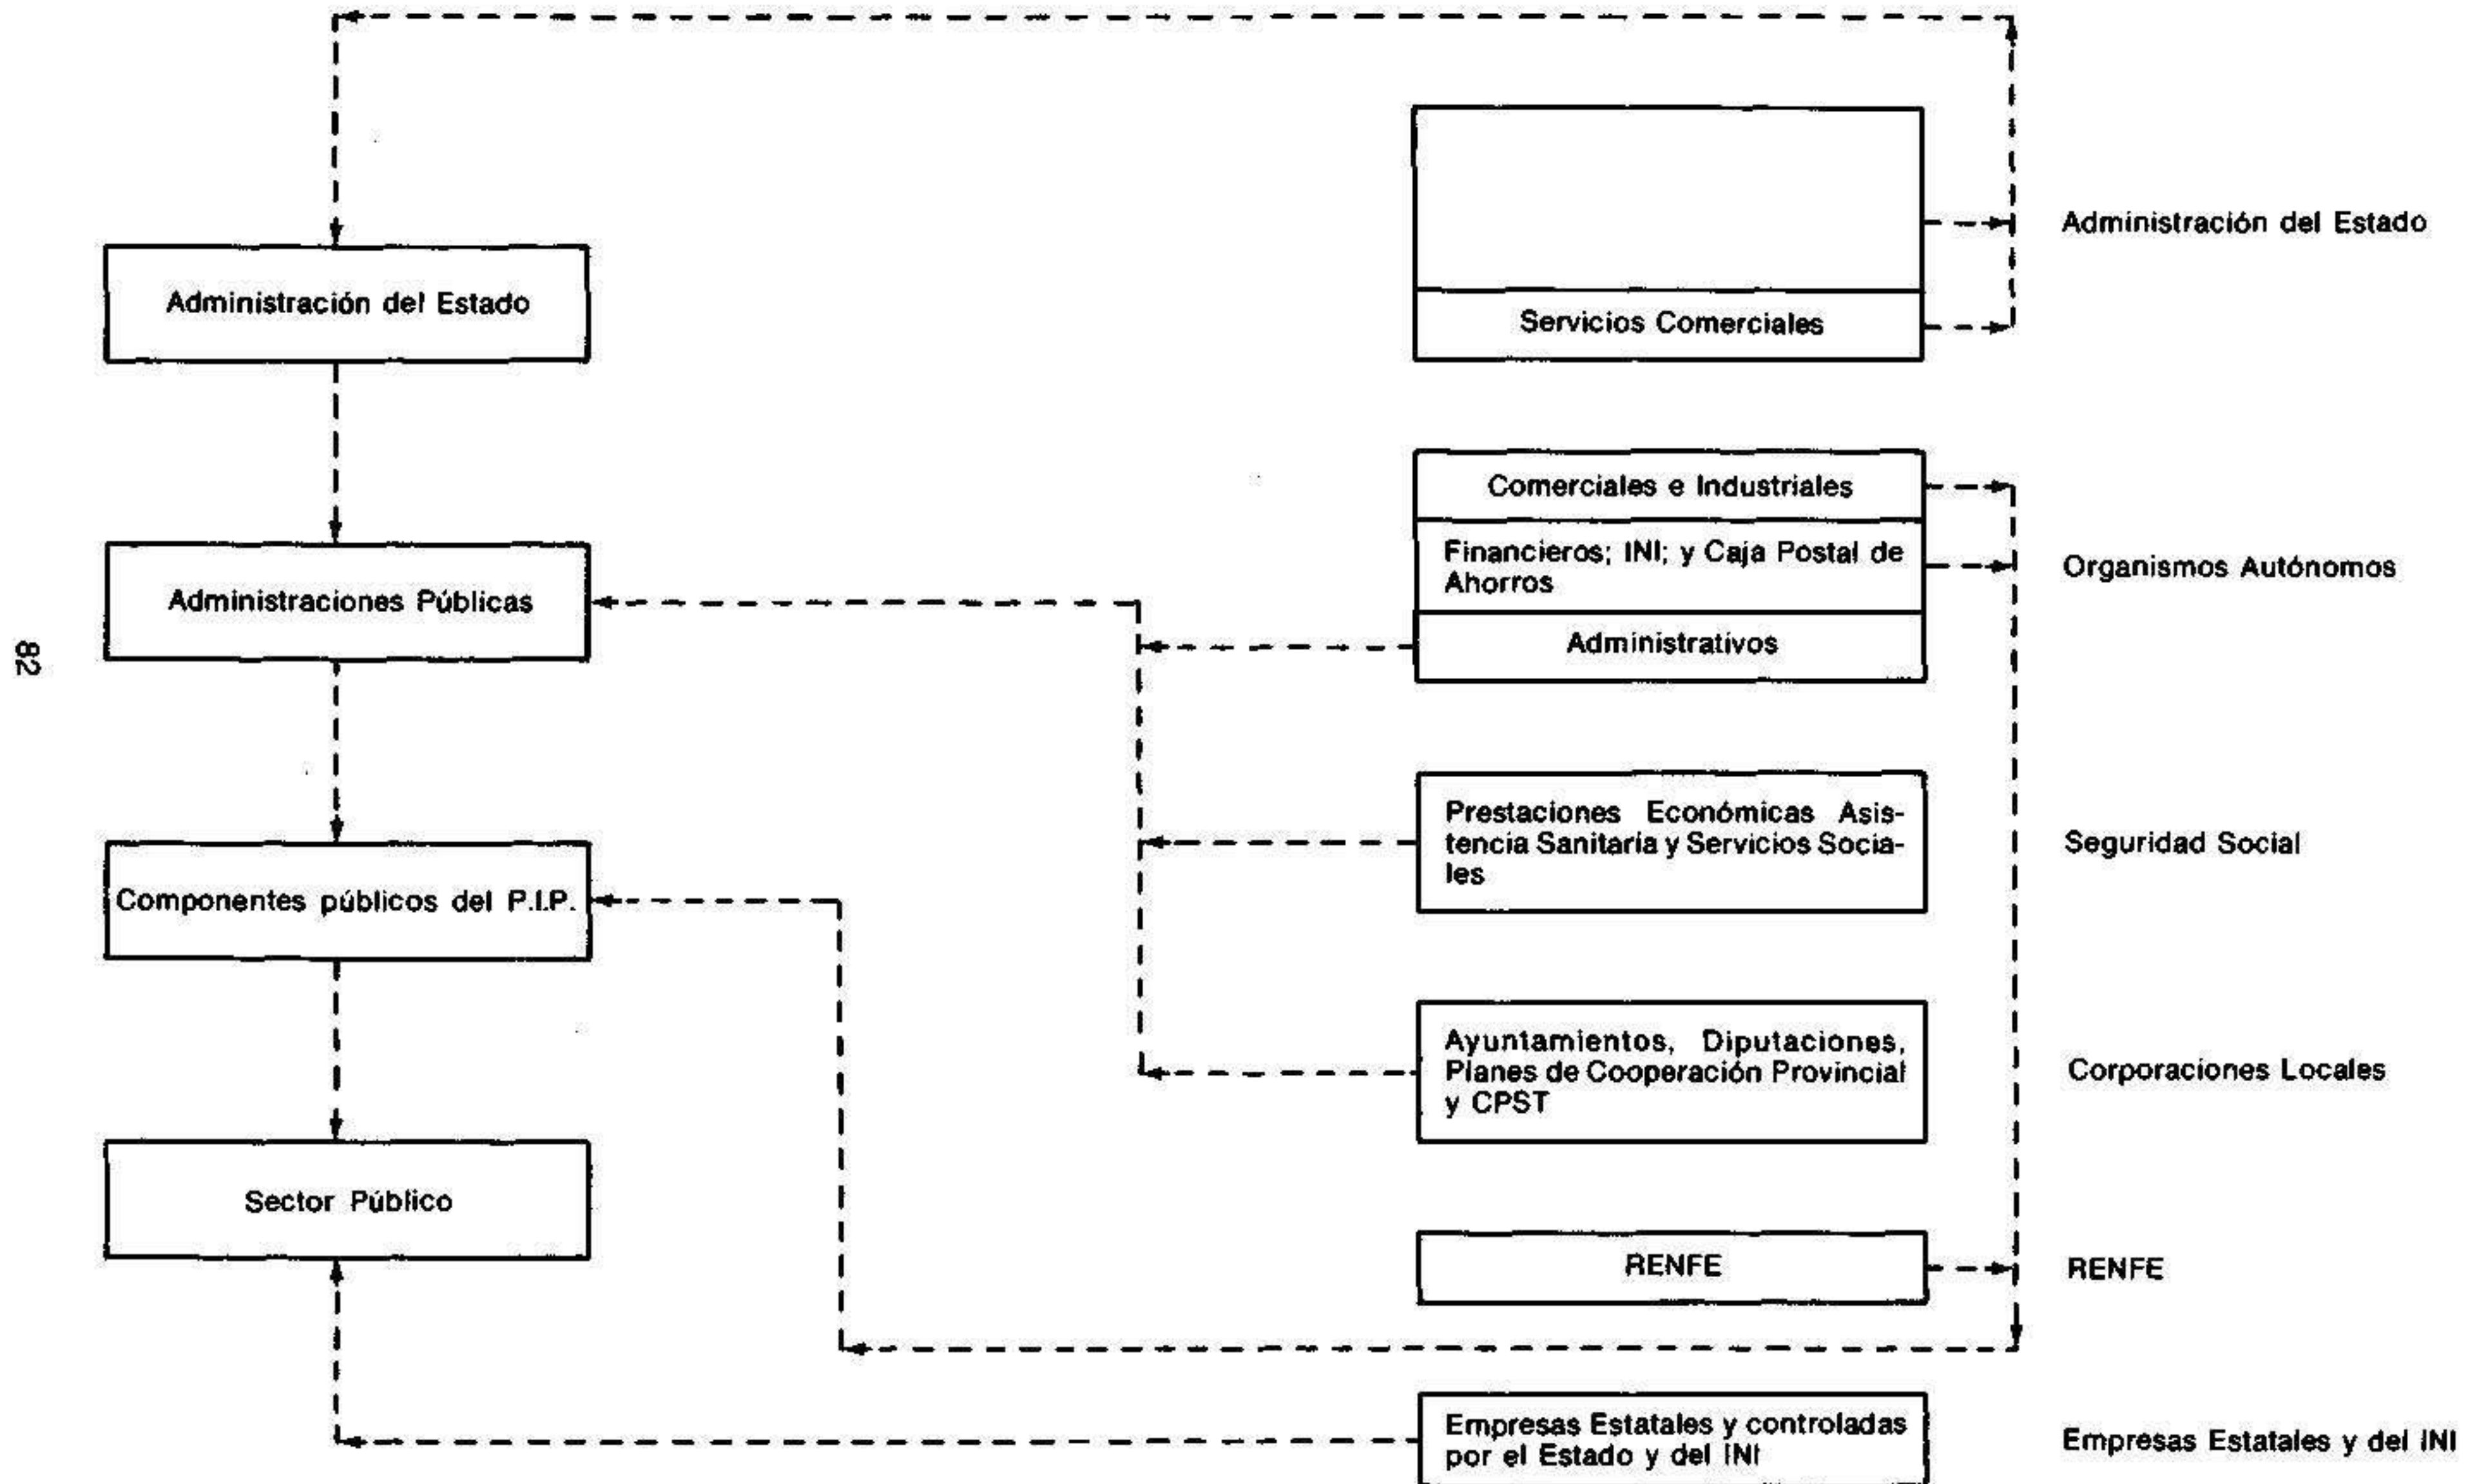 Administración del Estado
Servicios Comerciales
Administración del Estado
Comerciales e Industriales
Financieros; INI; y Caja Postal de
Ahorros
Organismos Autónomos
Administraciones Públicas
Administrativos
82
Prestaciones Económicas Asis-
tencia Sanitaria y Servicios Socia-
les
Seguridad Social
Componentes públicos del P.I.P.
Ayuntamientos, Diputaciones,
Planes de Cooperación Provincial
y CPST
Corporaciones Locales
Sector Público
RENFE
RENFE
Empresas Estatales y controladas
por el Estado y del INI
Empresas Estatales y del INI